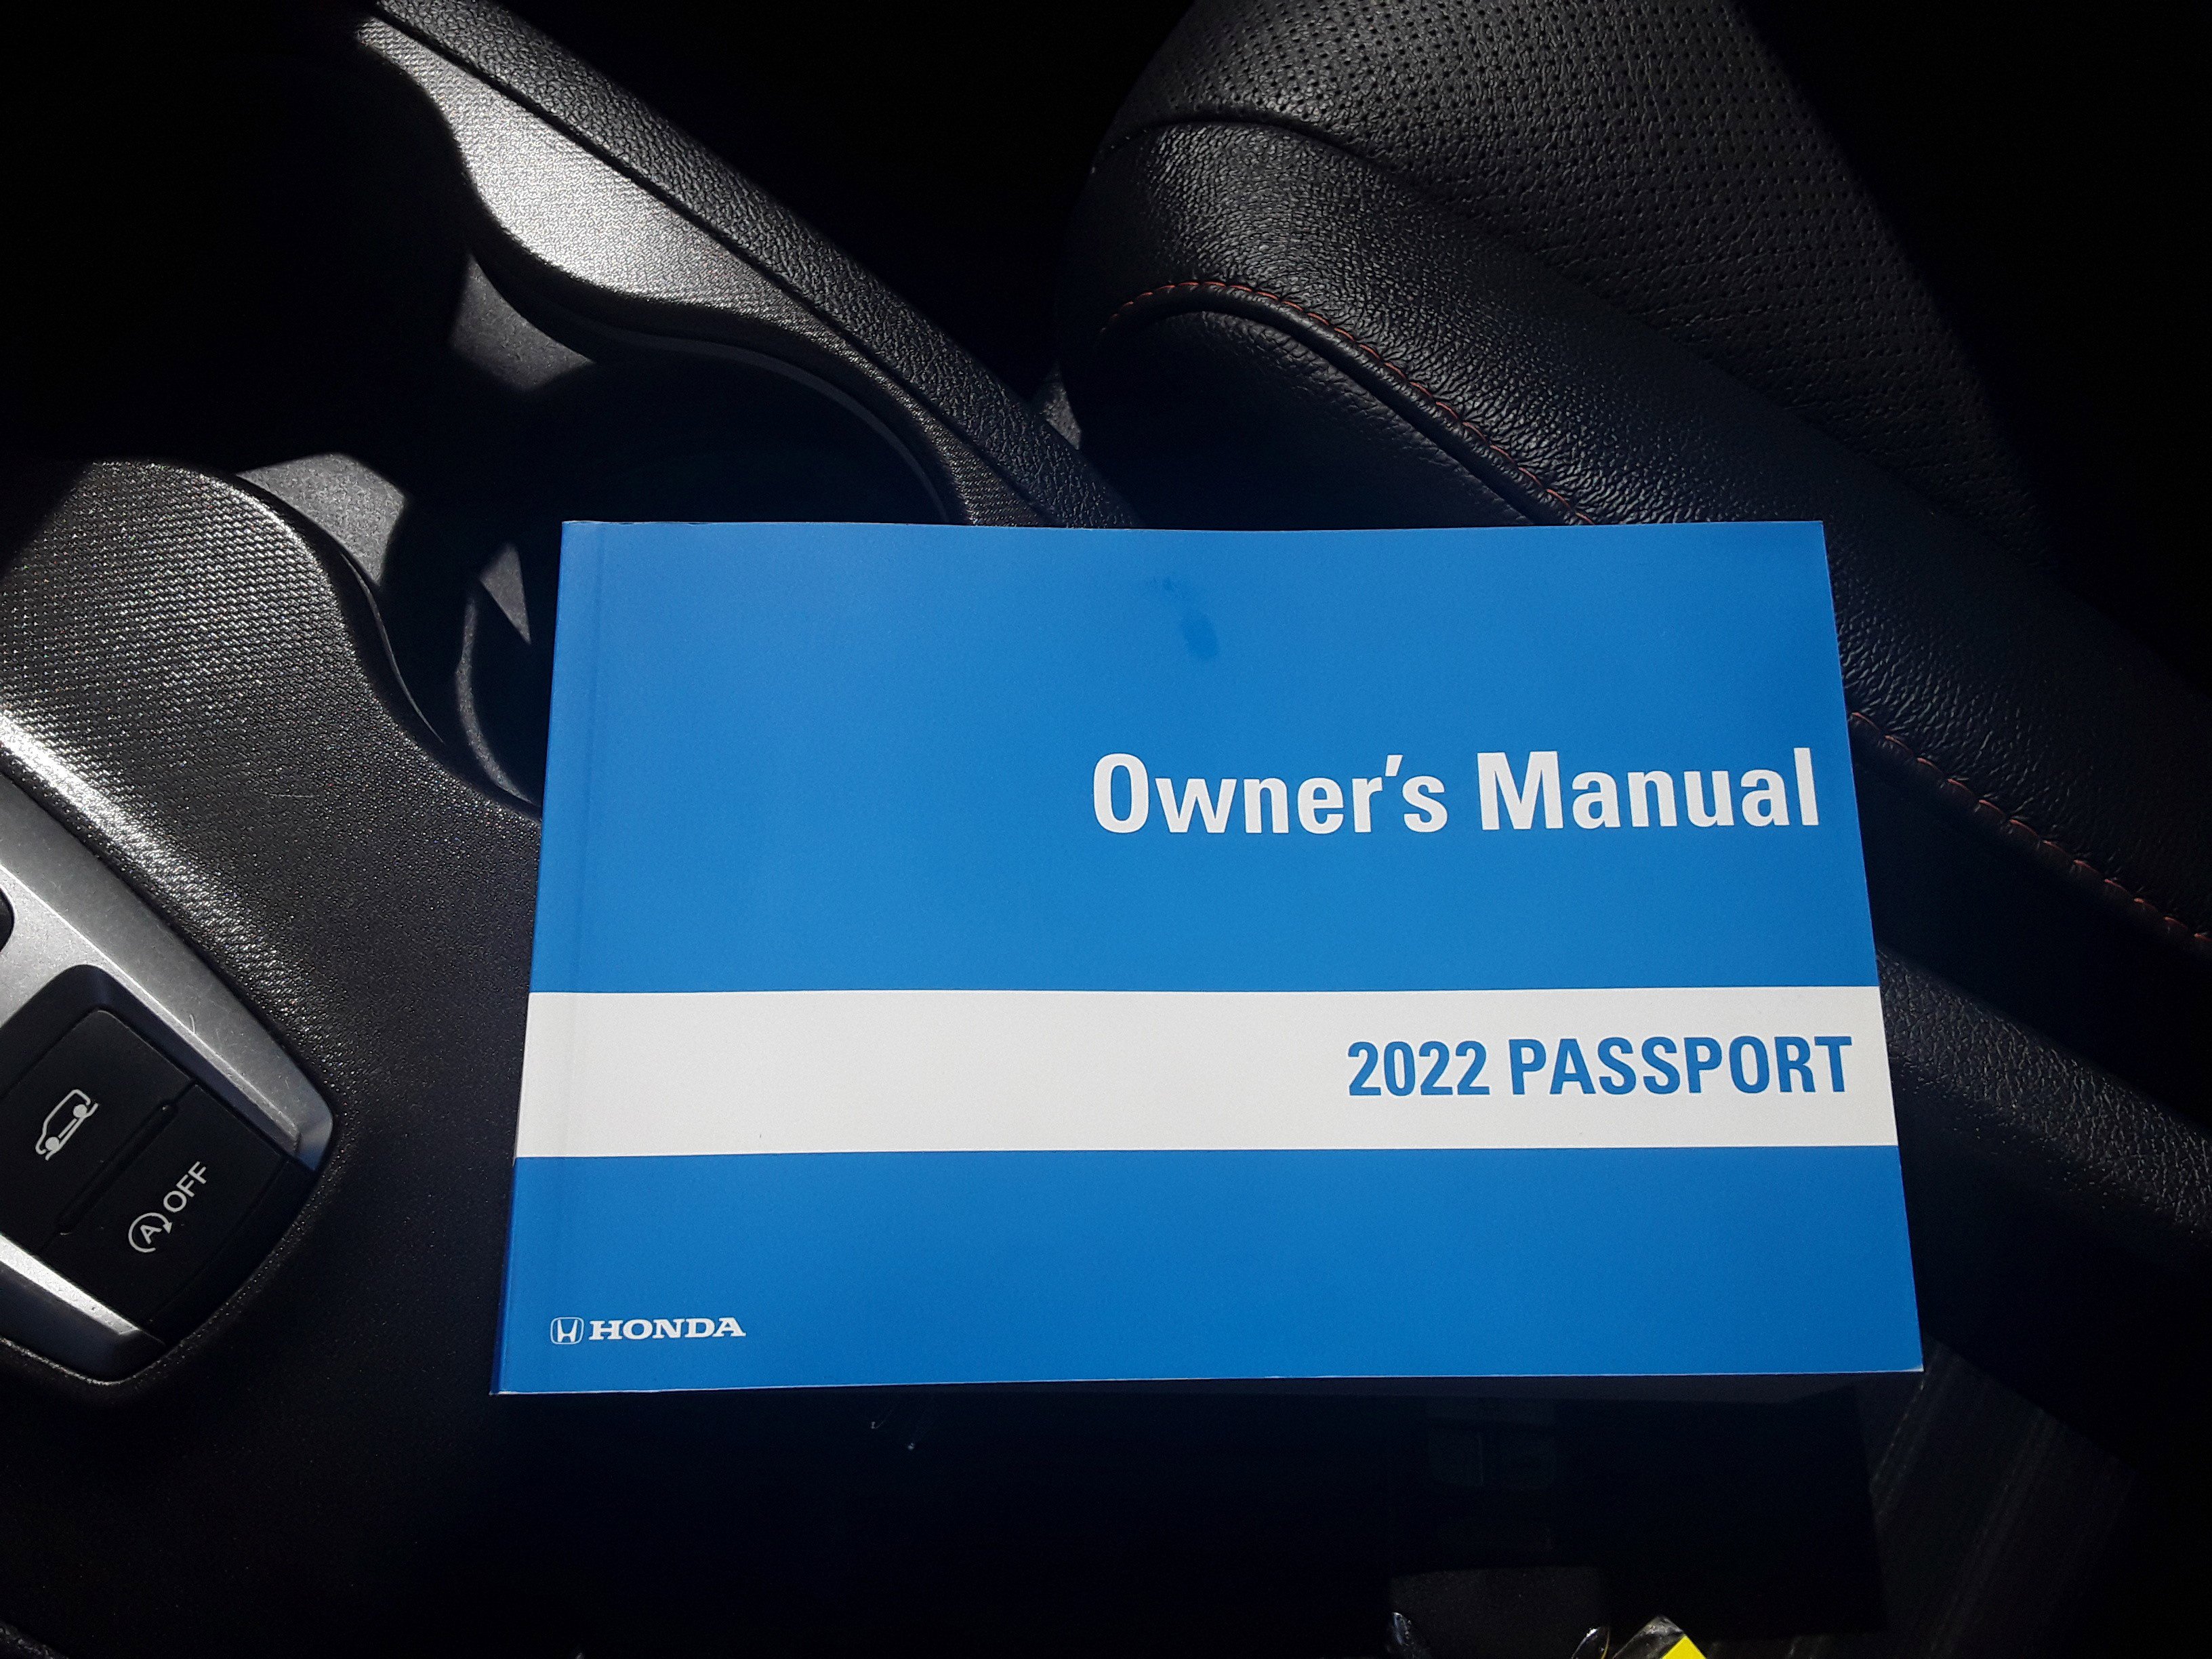 Owner's Manual
2022 PASSPORT
HONDA
A OFF